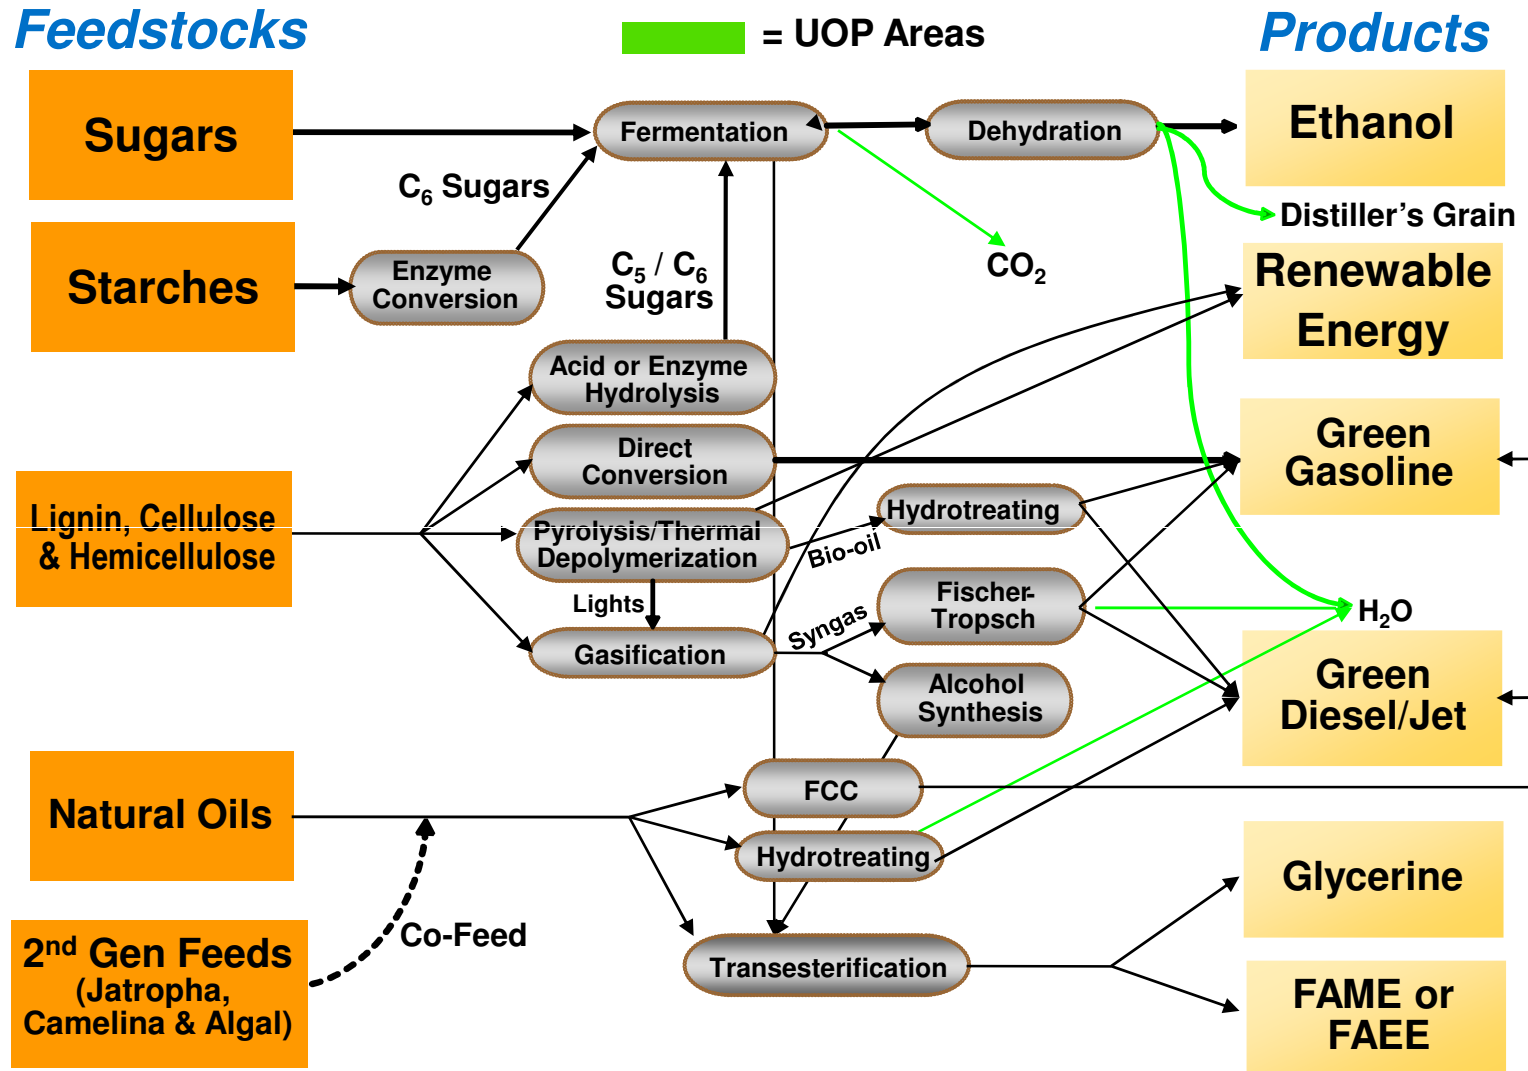 Feedstocks
= UOP Areas
Products
Sugars
Fermentation
Dehydration
Ethanol
C6 Sugars
Distiller's Grain
Starches
Enzyme
Conversion
C5 / C6
Sugars
CO2
Renewable
Energy
Acid or Enzyme
Hydrolysis
Direct
Conversion
Green
Gasoline
Lignin, Cellulose
& Hemicellulose
Pyrolysis/Thermal
Depolymerization
Bio-oil
Hydrotreating
Lights
Syngas
Fischer-
Tropsch
H2O
Gasification
Alcohol
Synthesis
Green
Diesel/Jet
Natural Oils
FCC
Hydrotreating
Glycerine
2nd Gen Feeds
(Jatropha,
Camelina & Algal)
Co-Feed
Transesterification
FAME or
FAEE